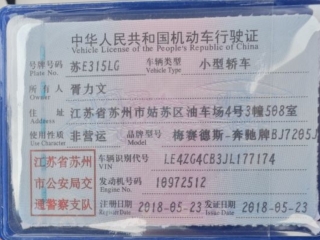 中华人民共和国机动车行驶证
Vehicle License of the People's Republic of China
号牌号码 苏E315LG 车辆类型 小型轿车
Plate No. Vehicle Type
所有人 胥力文
Owner
住址 江苏省苏州市姑苏区油车场4号3幢508室
Address
使用性质 非营运 品牌型号 梅赛德斯-奔驰牌BJ7205J
Use Character Model
江苏省苏州 车辆识别代号 LE4ZG4CB3JL177174
VIN
市公安局交 发动机号码 10972512
Engine No.
通警察支队 注册日期 2018-05-23 发证日期 2018-05-23
Register Date Issue Date